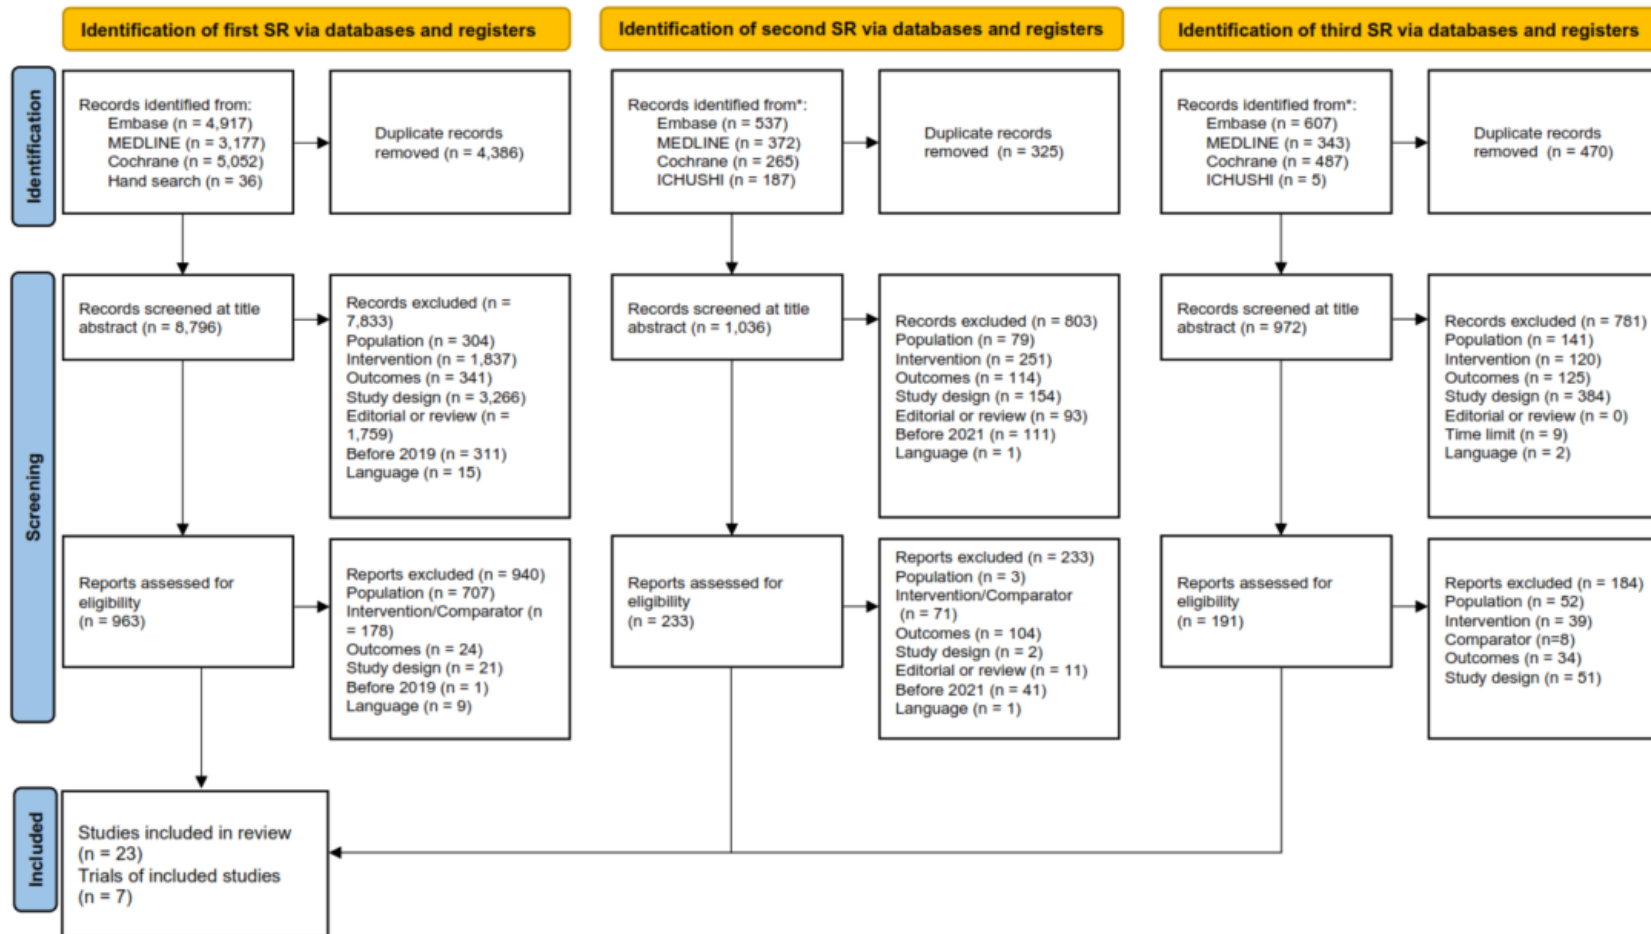 Identification of first SR via databases and registers
Identification of second SR via databases and registers
Identification of third SR via databases and registers
Identification
Records identified from:
Embase (n = 4,917)
MEDLINE (n = 3,177)
Cochrane (n = 5,052)
Hand search (n = 36)
Duplicate records
removed (n = 4,386)
Records identified from*:
Embase (n = 537)
MEDLINE (n = 372)
Cochrane (n = 265)
ICHUSHI (n = 187)
Duplicate records
removed (n = 325)
Records identified from*:
Embase (n = 607)
MEDLINE (n = 343)
Cochrane (n = 487)
ICHUSHI (n = 5)
Duplicate records
removed (n = 470)
Screening
Records screened at title
abstract (n = 8,796)
Records excluded (n =
7,833)
Population (n = 304)
Intervention (n = 1,837)
Outcomes (n = 341)
Study design (n = 3,266)
Editorial or review (n =
1,759)
Before 2019 (n = 311)
Language (n = 15)
Records screened at title
abstract (n = 1,036)
Records excluded (n = 803)
Population (n = 79)
Intervention (n = 251)
Outcomes (n = 114)
Study design (n = 154)
Editorial or review (n = 93)
Before 2021 (n = 111)
Language (n = 1)
Records screened at title
abstract (n = 972)
Records excluded (n = 781)
Population (n = 141)
Intervention (n = 120)
Outcomes (n = 125)
Study design (n = 384)
Editorial or review (n = 0)
Time limit (n = 9)
Language (n = 2)
Reports assessed for
eligibility
(n = 963)
Reports excluded (n = 940)
Population (n = 707)
Intervention/Comparator (n
= 178)
Outcomes (n = 24)
Study design (n = 21)
Before 2019 (n = 1)
Language (n = 9)
Reports assessed for
eligibility
(n = 233)
Reports excluded (n = 233)
Population (n = 3)
Intervention/Comparator
(n = 71)
Outcomes (n = 104)
Study design (n = 2)
Editorial or review (n = 11)
Before 2021 (n = 41)
Language (n = 1)
Reports assessed for
eligibility
(n = 191)
Reports excluded (n = 184)
Population (n = 52)
Intervention (n = 39)
Comparator (n=8)
Outcomes (n = 34)
Study design (n = 51)
Included
Studies included in review
(n = 23)
Trials of included studies
(n = 7)